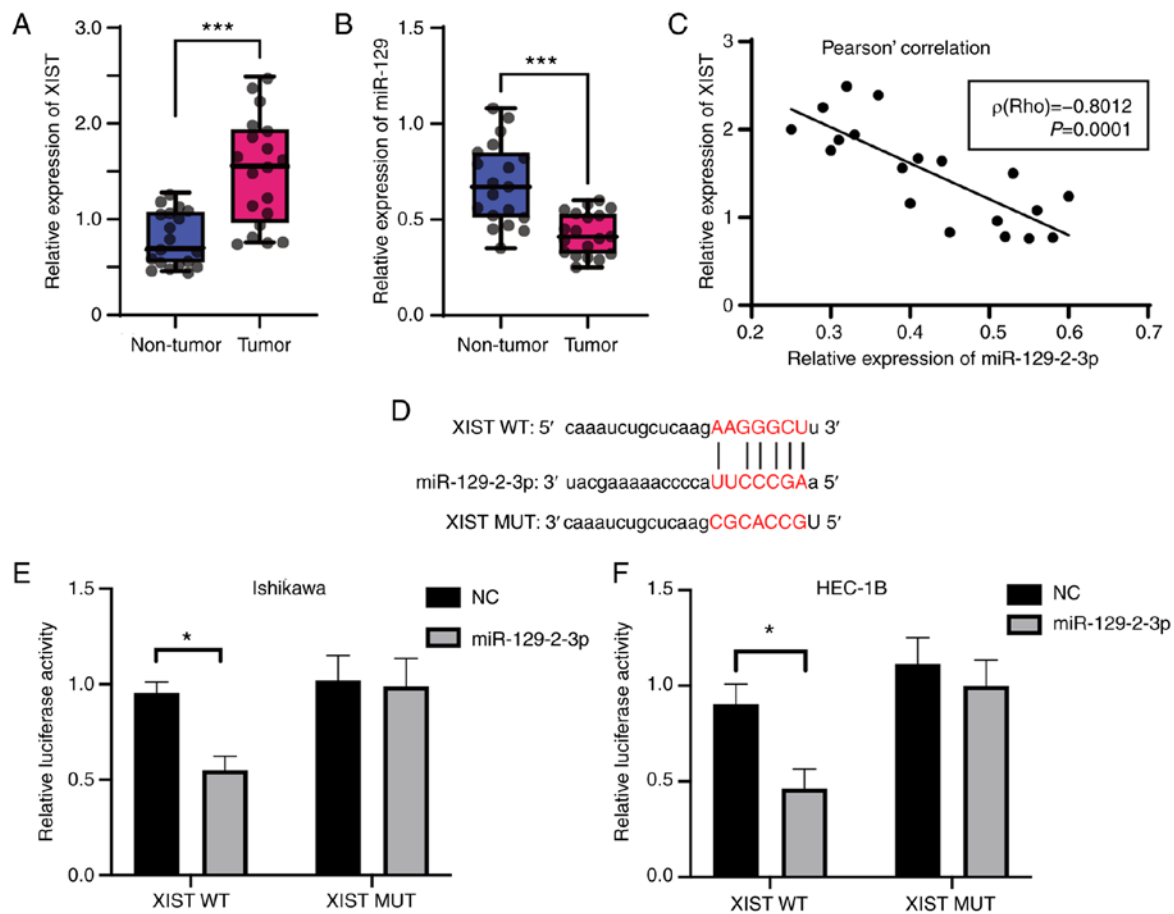 A
Relative expression of XIST
3.0
2.0
1.0
0
***
Non-tumor
Tumor
B
Relative expression of miR-129
1.5
1.0
0.5
0.0
***
Non-tumor
Tumor
C
Pearson' correlation
ρ(Rho)=−0.8012
P=0.0001
Relative expression of XIST
3
2
1
0
0.2 0.3 0.4 0.5 0.6 0.7
Relative expression of miR-129-2-3p
D
XIST WT: 5′ caaaucugcucaagAAGGGCUu 3′
miR-129-2-3p: 3′ uacgaaaaaccccaUUCCCGAa 5′
XIST MUT: 3′ caaaucugcucaagCGCACCGU 5′
E
Ishikawa
NC
miR-129-2-3p
Relative luciferase activity
1.5
1.0
0.5
0.0
*
XIST WT
XIST MUT
F
HEC-1B
NC
miR-129-2-3p
Relative luciferase activity
1.5
1.0
0.5
0.0
*
XIST WT
XIST MUT